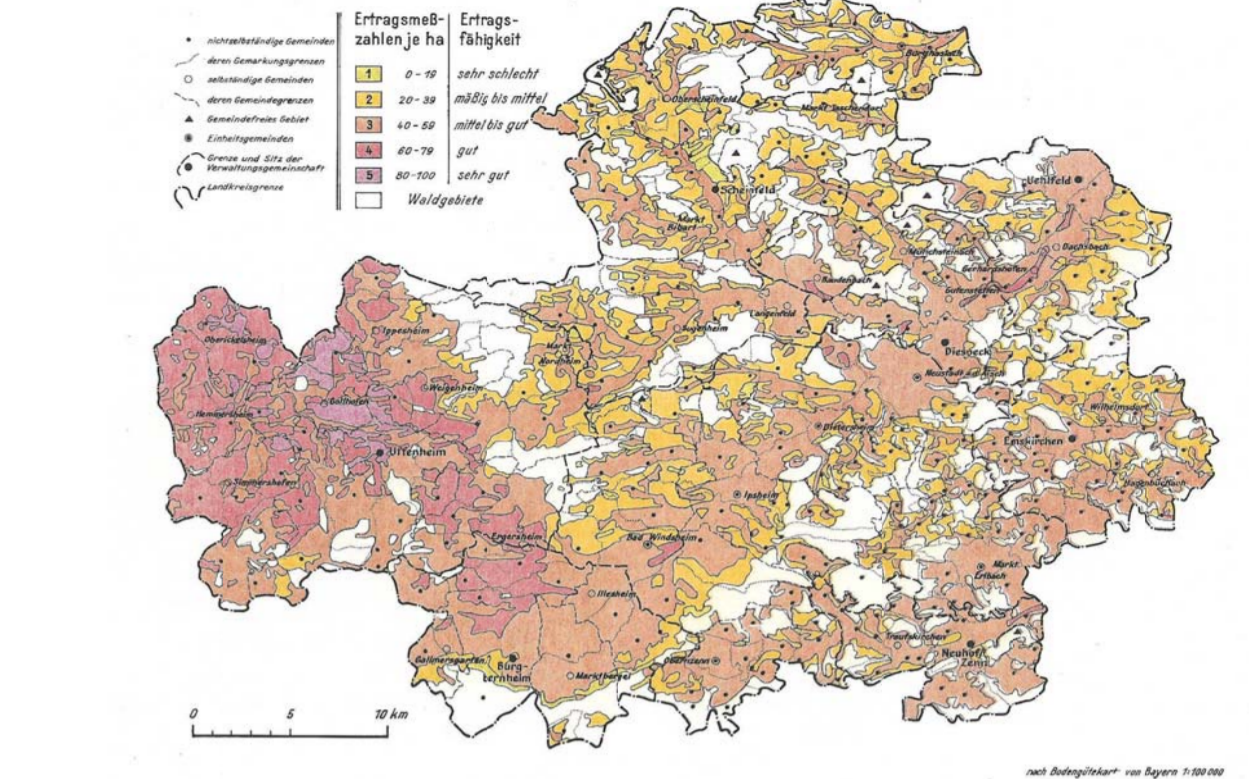 nichtselbständige Gemeinden
deren Gemarkungsgrenzen
selbständige Gemeinden
deren Gemeindegrenzen
Gemeindefreies Gebiet
Einheitsgemeinden
Grenze und Sitz der
Verwaltungsgemeinschaft
Landkreisgrenze
Ertragsmeß-
zahlen je ha
Ertrags-
fähigkeit
1 0-19 sehr schlecht
2 20-39 mäßig bis mittel
3 40-59 mittel bis gut
4 60-79 gut
5 80-100 sehr gut
Waldgebiete
Burghaslach
Oberscheinfeld
Markt Taschendorf
Scheinfeld
Uehlfeld
Markt
Bibart
Dachsbach
Münchsteinach
Gerhardshofen
Baudenbach
Gutenstetten
Langenfeld
Sugenheim
Oberickelsheim
Ippesheim
Markt
Nordheim
Diespeck
Neustadt a.d. Aisch
Weigenheim
Gollhofen
Hemmersheim
Wilhelmsdorf
Dietersheim
Emskirchen
Uffenheim
Simmershofen
Hagenbüchach
Ipsheim
Ergersheim
Bad Windsheim
Markt
Erlbach
Illesheim
Trautskirchen
Neuhof/
Zenn
Gallmersgarten
Burg-
bernheim
Obernzenn
Marktbergel
0 5 10 km
nach Bodengütekart von Bayern 1:100 000